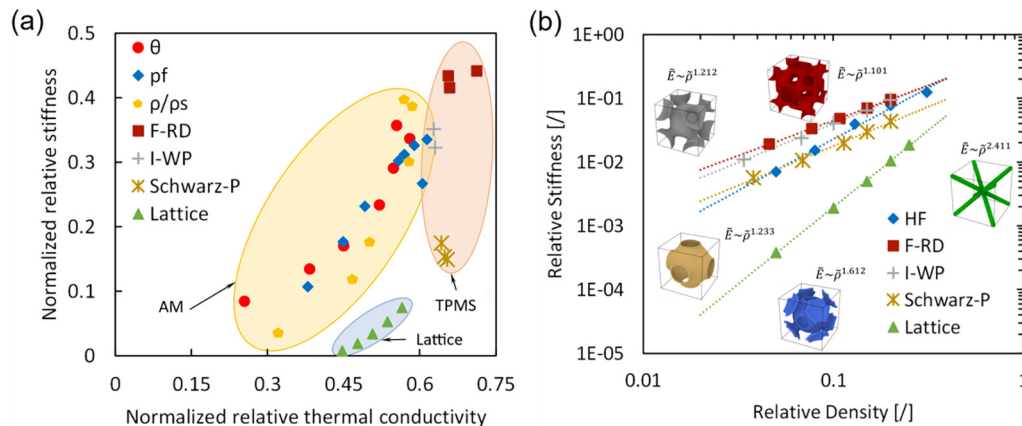 (a)
Normalized relative stiffness
0.5
0.4
0.3
0.2
0.1
0
θ
pf
ρ/ρs
F-RD
I-WP
Schwarz-P
Lattice
AM
TPMS
Lattice
0
0.15
0.3
0.45
0.6
0.75
Normalized relative thermal conductivity
(b)
Relative Stiffness [/]
1E+00
1E-01
1E-02
1E-03
1E-04
1E-05
Ẽ~ρ̃^1.212
Ẽ~ρ̃^1.101
Ẽ~ρ̃^2.411
Ẽ~ρ̃^1.233
Ẽ~ρ̃^1.612
HF
F-RD
I-WP
Schwarz-P
Lattice
0.01
0.1
1
Relative Density [/]